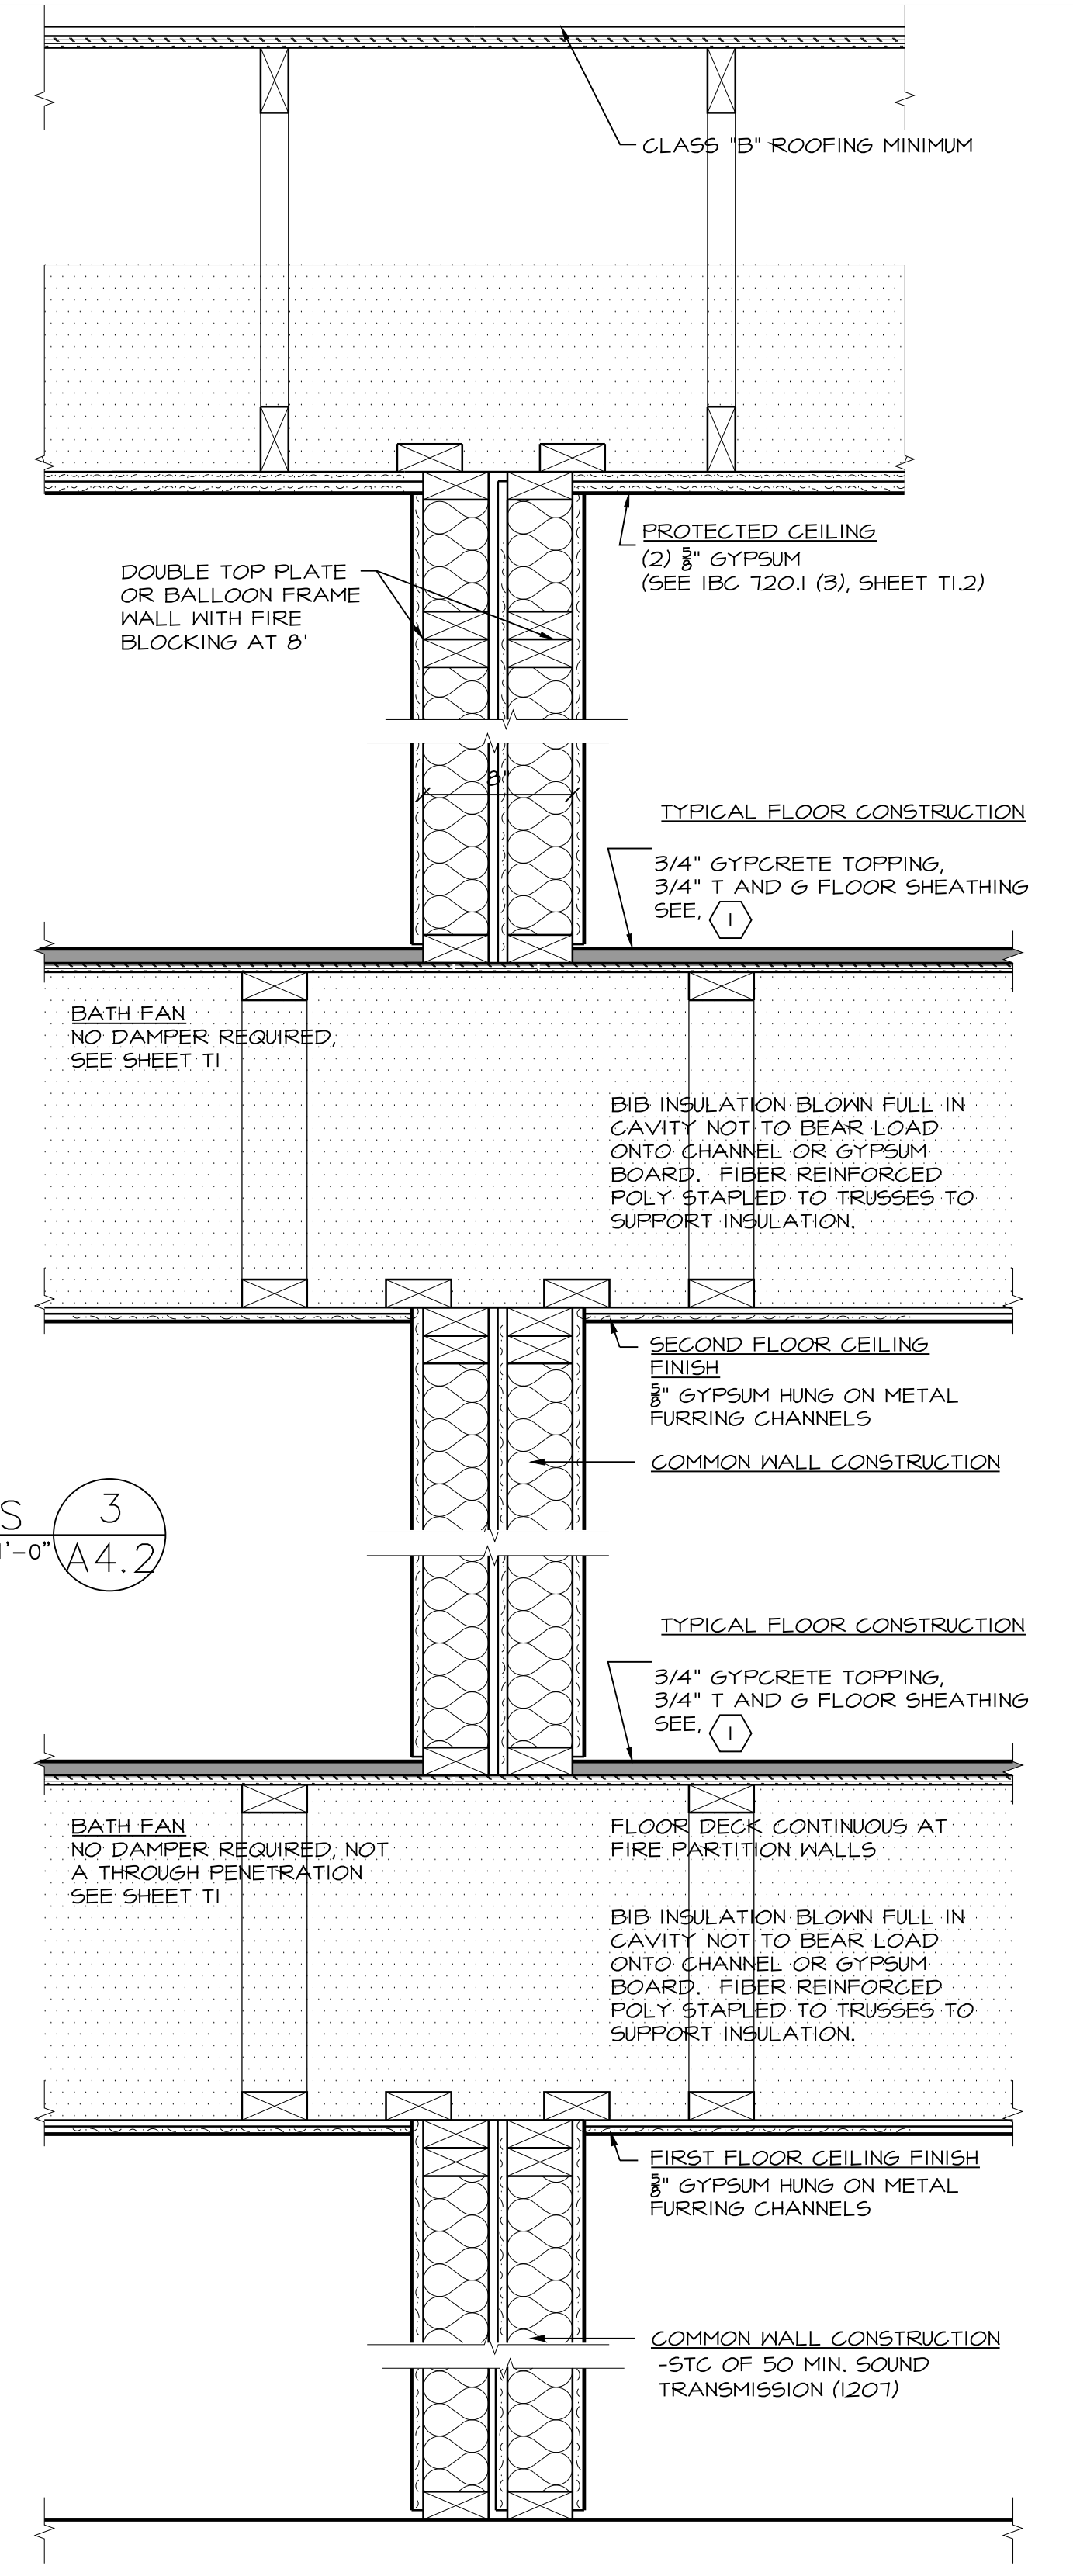 CLASS "B" ROOFING MINIMUM
PROTECTED CEILING
(2) 5/8" GYPSUM
(SEE IBC 720.1 (3), SHEET T1.2)
DOUBLE TOP PLATE
OR BALLOON FRAME
WALL WITH FIRE
BLOCKING AT 8'
8"
TYPICAL FLOOR CONSTRUCTION
3/4" GYPCRETE TOPPING,
3/4" T AND G FLOOR SHEATHING
SEE, 1
BATH FAN
NO DAMPER REQUIRED,
SEE SHEET T1
BIB INSULATION BLOWN FULL IN
CAVITY NOT TO BEAR LOAD
ONTO CHANNEL OR GYPSUM
BOARD. FIBER REINFORCED
POLY STAPLED TO TRUSSES TO
SUPPORT INSULATION.
SECOND FLOOR CEILING
FINISH
5/8" GYPSUM HUNG ON METAL
FURRING CHANNELS
COMMON WALL CONSTRUCTION
S
1'-0"
3
A4.2
TYPICAL FLOOR CONSTRUCTION
3/4" GYPCRETE TOPPING,
3/4" T AND G FLOOR SHEATHING
SEE, 1
BATH FAN
NO DAMPER REQUIRED, NOT
A THROUGH PENETRATION
SEE SHEET T1
FLOOR DECK CONTINUOUS AT
FIRE PARTITION WALLS
BIB INSULATION BLOWN FULL IN
CAVITY NOT TO BEAR LOAD
ONTO CHANNEL OR GYPSUM
BOARD. FIBER REINFORCED
POLY STAPLED TO TRUSSES TO
SUPPORT INSULATION.
FIRST FLOOR CEILING FINISH
5/8" GYPSUM HUNG ON METAL
FURRING CHANNELS
COMMON WALL CONSTRUCTION
-STC OF 50 MIN. SOUND
TRANSMISSION (1207)